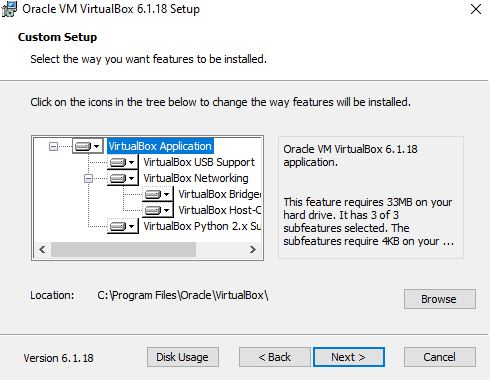 Oracle VM VirtualBox 6.1.18 Setup
Custom Setup
Select the way you want features to be installed.
Click on the icons in the tree below to change the way features will be installed.
VirtualBox Application
VirtualBox USB Support
VirtualBox Networking
VirtualBox Bridged
VirtualBox Host-O
VirtualBox Python 2.x Su
Oracle VM VirtualBox 6.1.18
application.
This feature requires 33MB on your
hard drive. It has 3 of 3
subfeatures selected. The
subfeatures require 4KB on your ...
Location: C:\Program Files\Oracle\VirtualBox\
Browse
Version 6.1.18
Disk Usage
< Back
Next >
Cancel